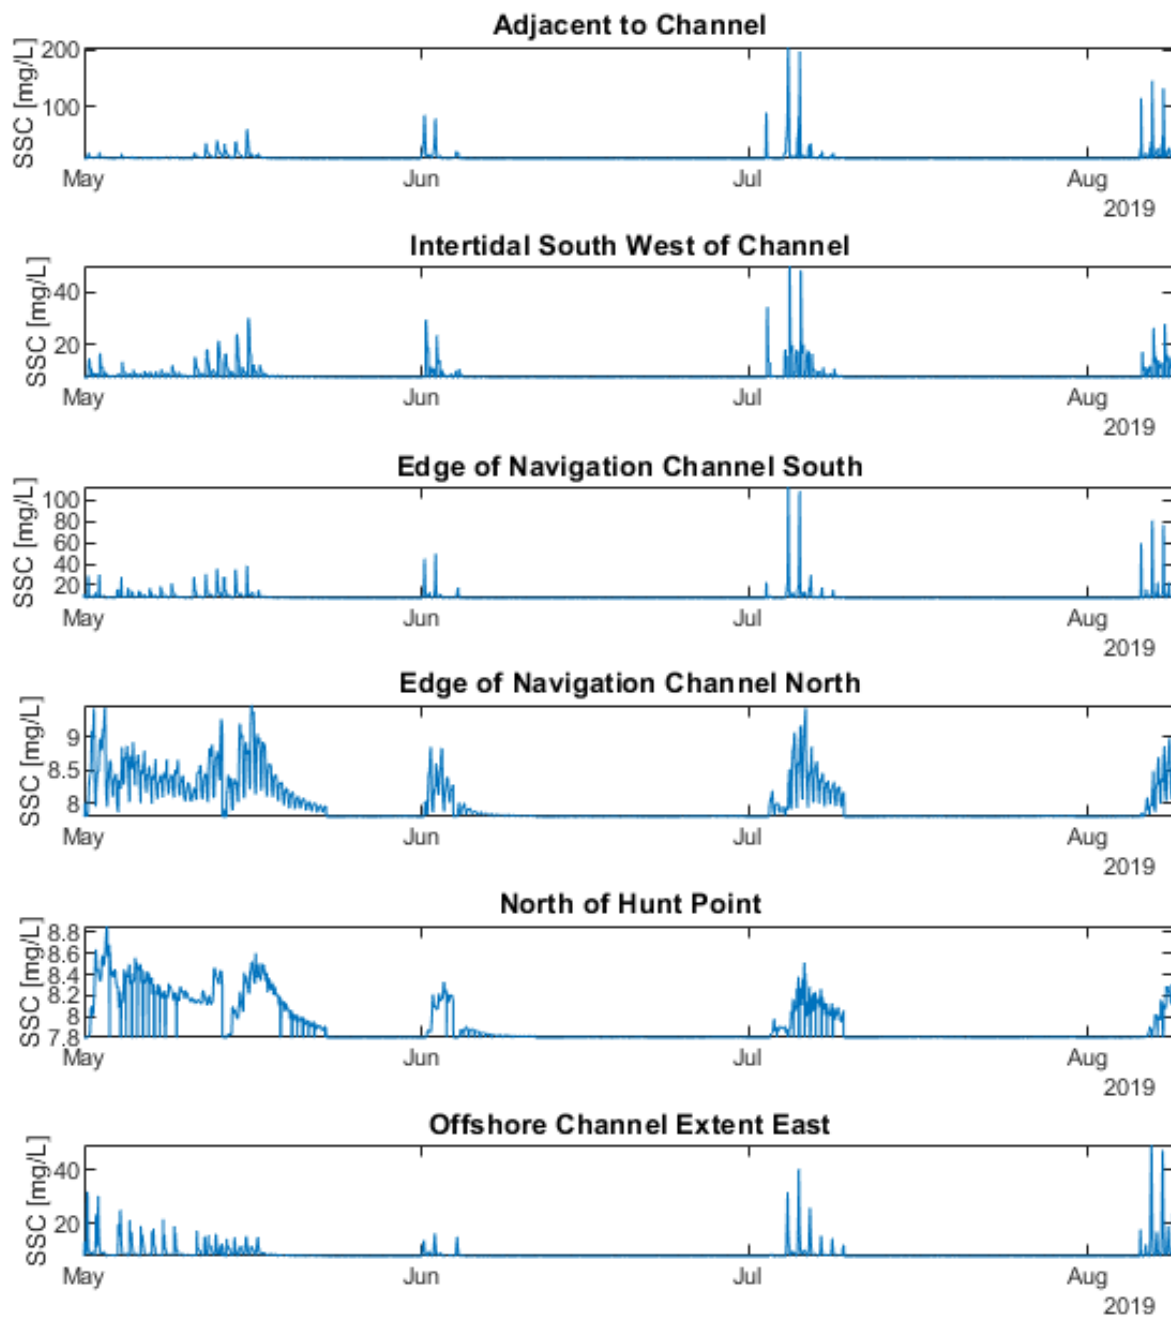 Adjacent to Channel
SSC [mg/L]
200
100
May Jun Jul Aug
2019
Intertidal South West of Channel
SSC [mg/L]
40
20
May Jun Jul Aug
2019
Edge of Navigation Channel South
SSC [mg/L]
100
80
60
40
20
May Jun Jul Aug
2019
Edge of Navigation Channel North
SSC [mg/L]
9
8.5
8
May Jun Jul Aug
2019
North of Hunt Point
SSC [mg/L]
8.8
8.6
8.4
8.2
8
7.8
May Jun Jul Aug
2019
Offshore Channel Extent East
SSC [mg/L]
40
20
May Jun Jul Aug
2019